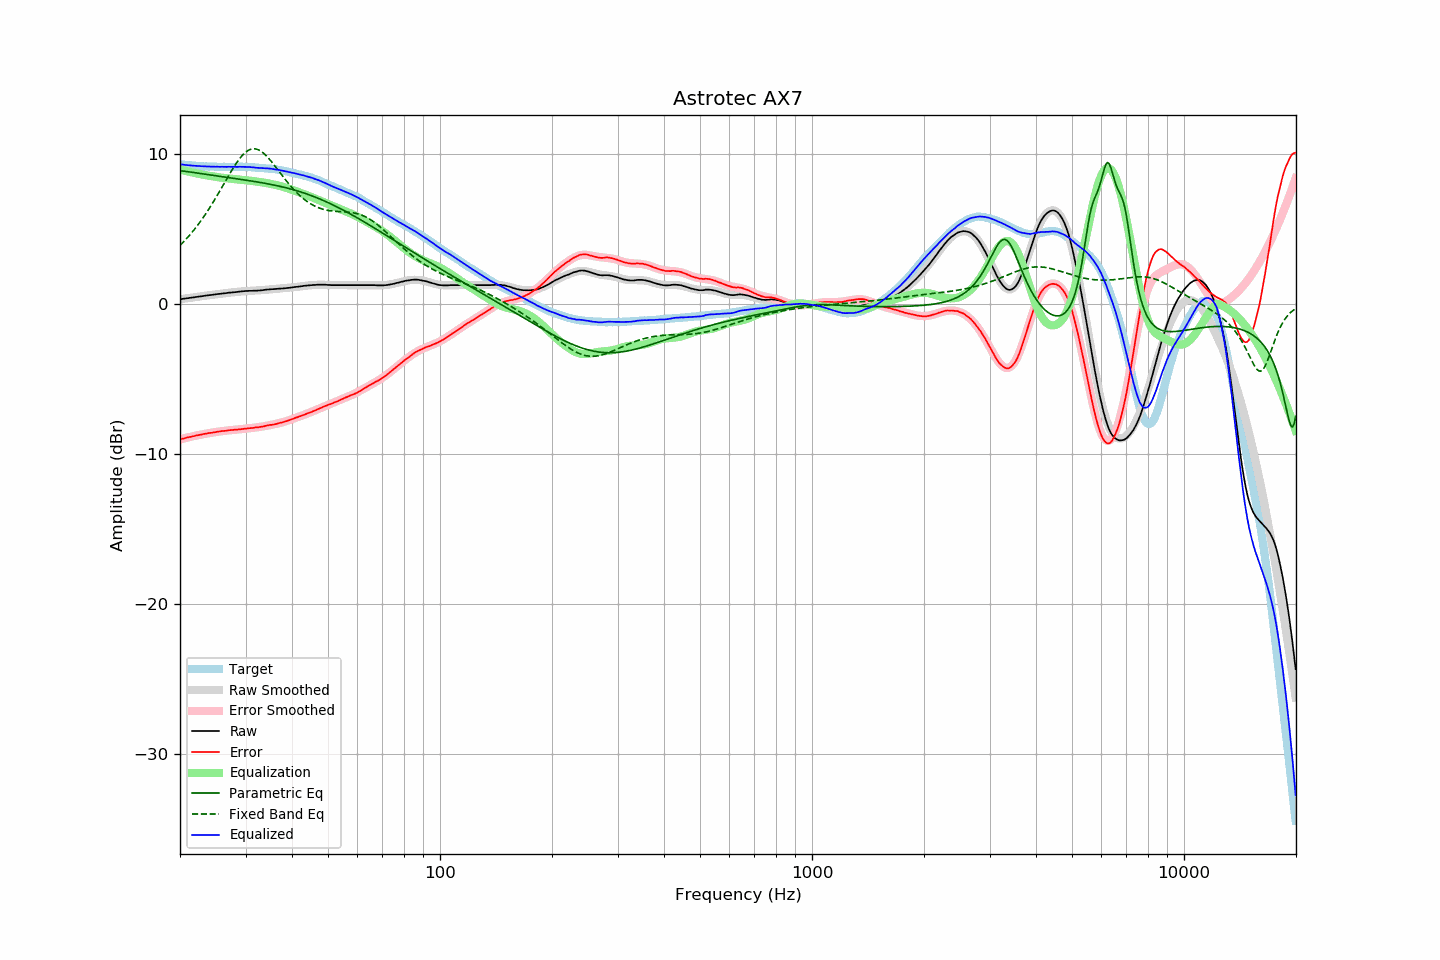 Astrotec AX7
10
0
−10
−20
−30
Amplitude (dBr)
Target
Raw Smoothed
Error Smoothed
Raw
Error
Equalization
Parametric Eq
Fixed Band Eq
Equalized
100
1000
10000
Frequency (Hz)